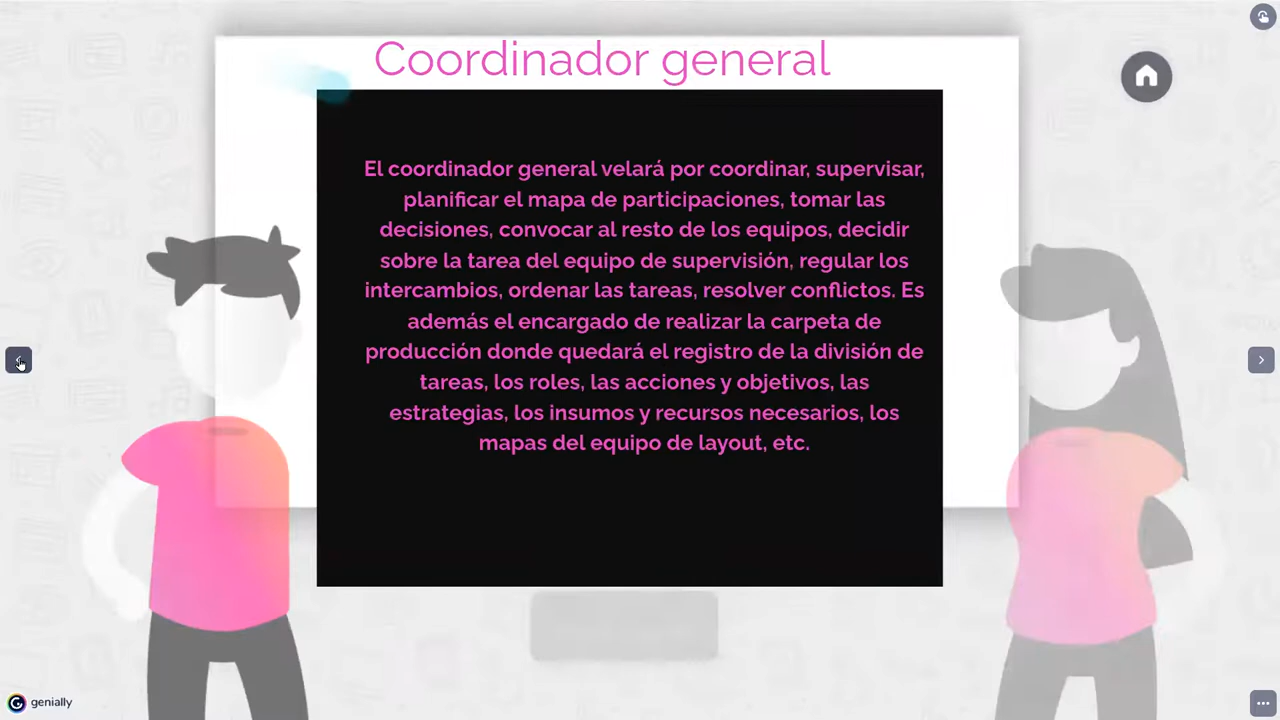 Coordinador general
El coordinador general velará por coordinar, supervisar,
planificar el mapa de participaciones, tomar las
decisiones, convocar al resto de los equipos, decidir
sobre la tarea del equipo de supervisión, regular los
intercambios, ordenar las tareas, resolver conflictos. Es
además el encargado de realizar la carpeta de
producción donde quedará el registro de la división de
tareas, los roles, las acciones y objetivos, las
estrategias, los insumos y recursos necesarios, los
mapas del equipo de layout, etc.
genially